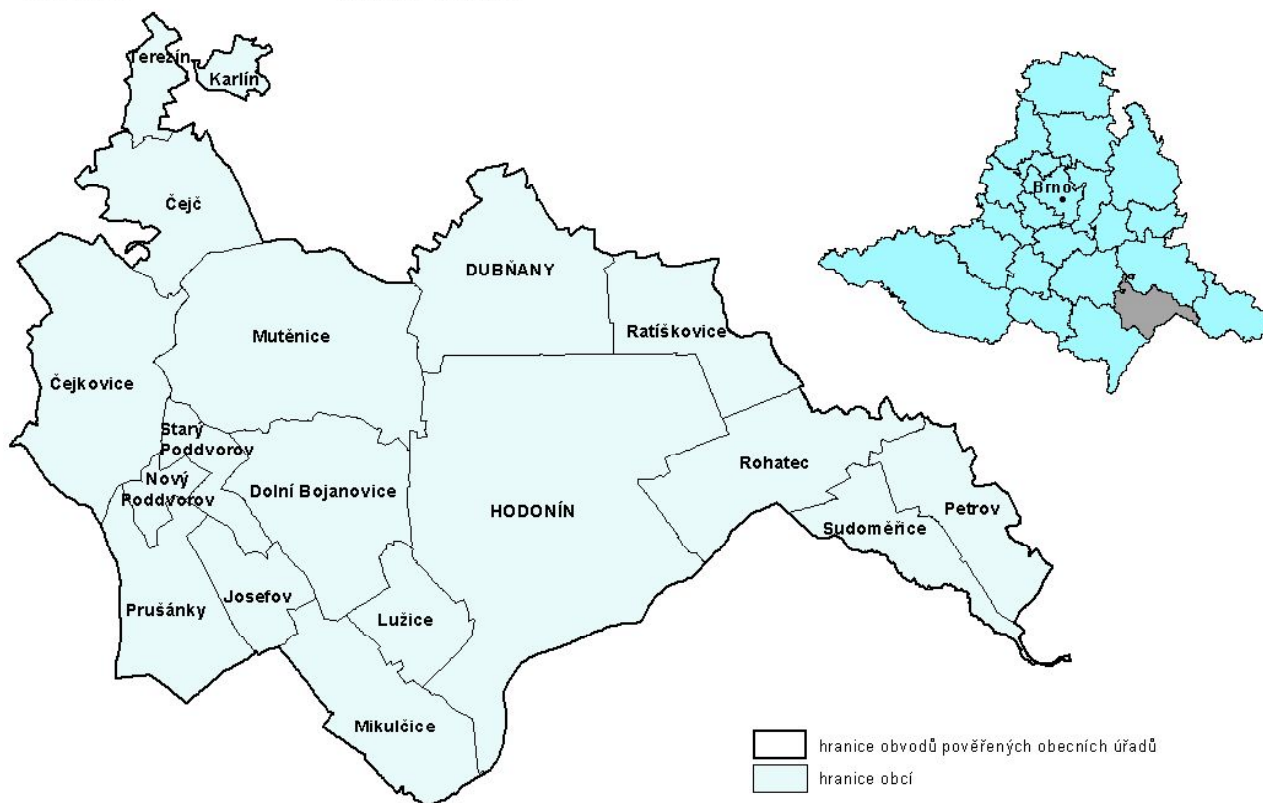 Terezín
Karlín
Čejč
Brno
DUBŇANY
Ratíškovice
Mutěnice
Čejkovice
Starý
Poddvorov
Nový
Poddvorov
Dolní Bojanovice
HODONÍN
Rohatec
Petrov
Sudoměřice
Prušánky
Josefov
Lužice
Mikulčice
hranice obvodů pověřených obecních úřadů
hranice obcí